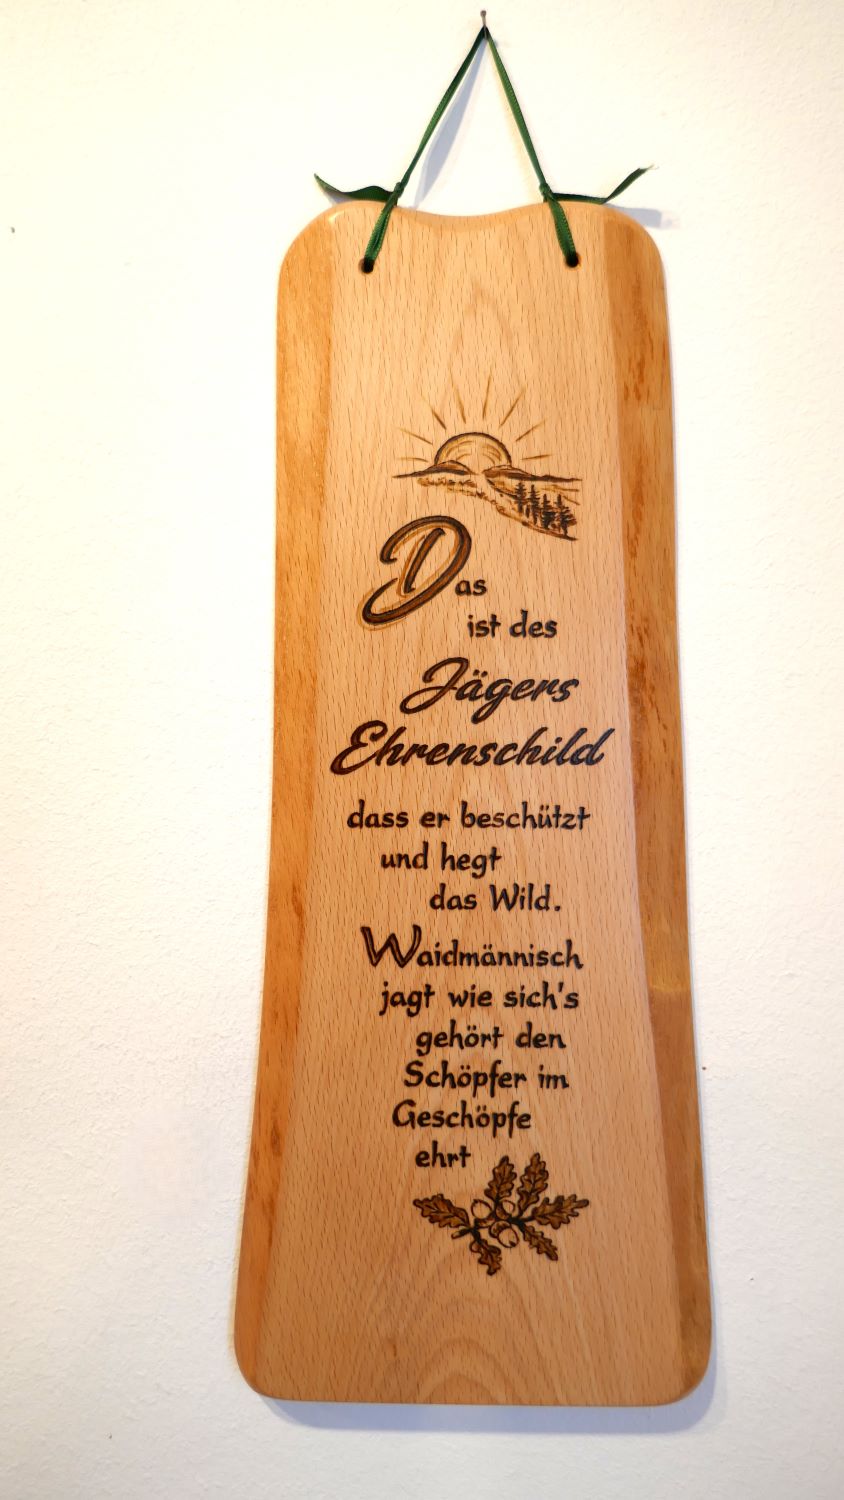 Das
ist des
Jägers
Ehrenschild
dass er beschützt
und hegt
das Wild.
Waidmännisch
jagt wie sich's
gehört den
Schöpfer im
Geschöpfe
ehrt